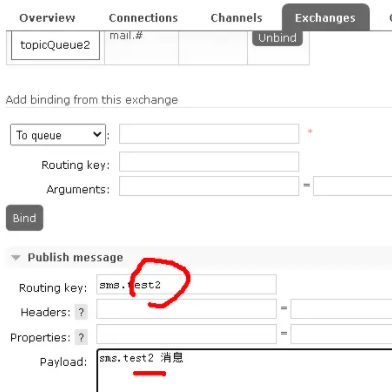 Overview Connections Channels Exchanges
topicQueue2 mail.# Unbind
Add binding from this exchange
To queue : *
Routing key:
Arguments: =
Bind
Publish message
Routing key: sms.test2
Headers: ? =
Properties: ? =
Payload: sms.test2 消息